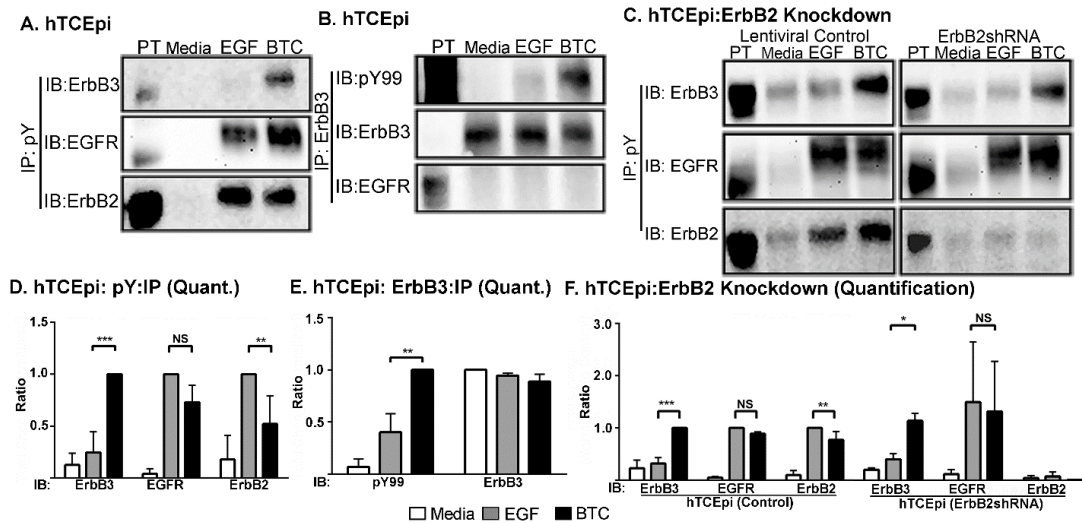 A. hTCEpi
PT Media EGF BTC
IP: pY
IB:ErbB3
IB:EGFR
IB:ErbB2
B. hTCEpi
PT Media EGF BTC
IP: ErbB3
IB:pY99
IB:ErbB3
IB:EGFR
C. hTCEpi:ErbB2 Knockdown
Lentiviral Control ErbB2shRNA
PT Media EGF BTC PT Media EGF BTC
IP: pY
IB: ErbB3
IB: EGFR
IB: ErbB2
D. hTCEpi: pY:IP (Quant.)
Ratio
1.5
1.0
0.5
*** NS **
IB: ErbB3 EGFR ErbB2
E. hTCEpi: ErbB3:IP (Quant.)
Ratio
1.5
1.0
0.5
**
IB: pY99 ErbB3
F. hTCEpi:ErbB2 Knockdown (Quantification)
Ratio
3.0
2.0
1.0
*** NS ** * NS
IB: ErbB3 EGFR ErbB2 ErbB3 EGFR ErbB2
hTCEpi (Control) hTCEpi (ErbB2shRNA)
Media EGF BTC